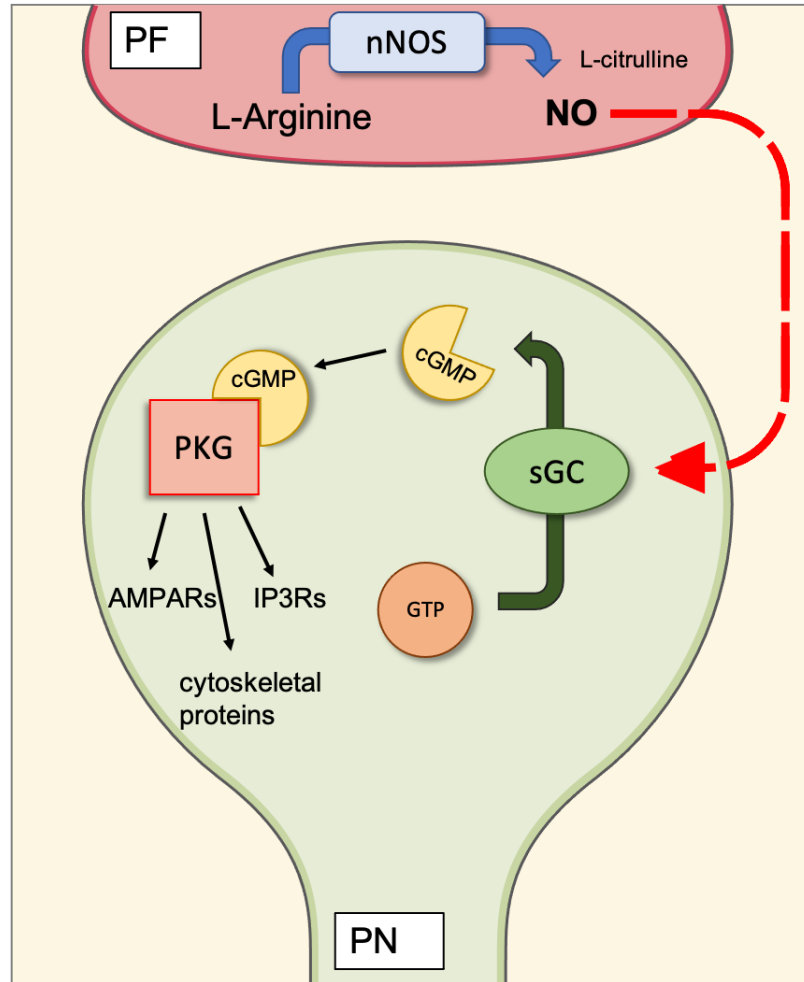 PF
nNOS
L-citrulline
L-Arginine
NO
cGMP
cGMP
PKG
sGC
AMPARs
IP3Rs
GTP
cytoskeletal
proteins
PN